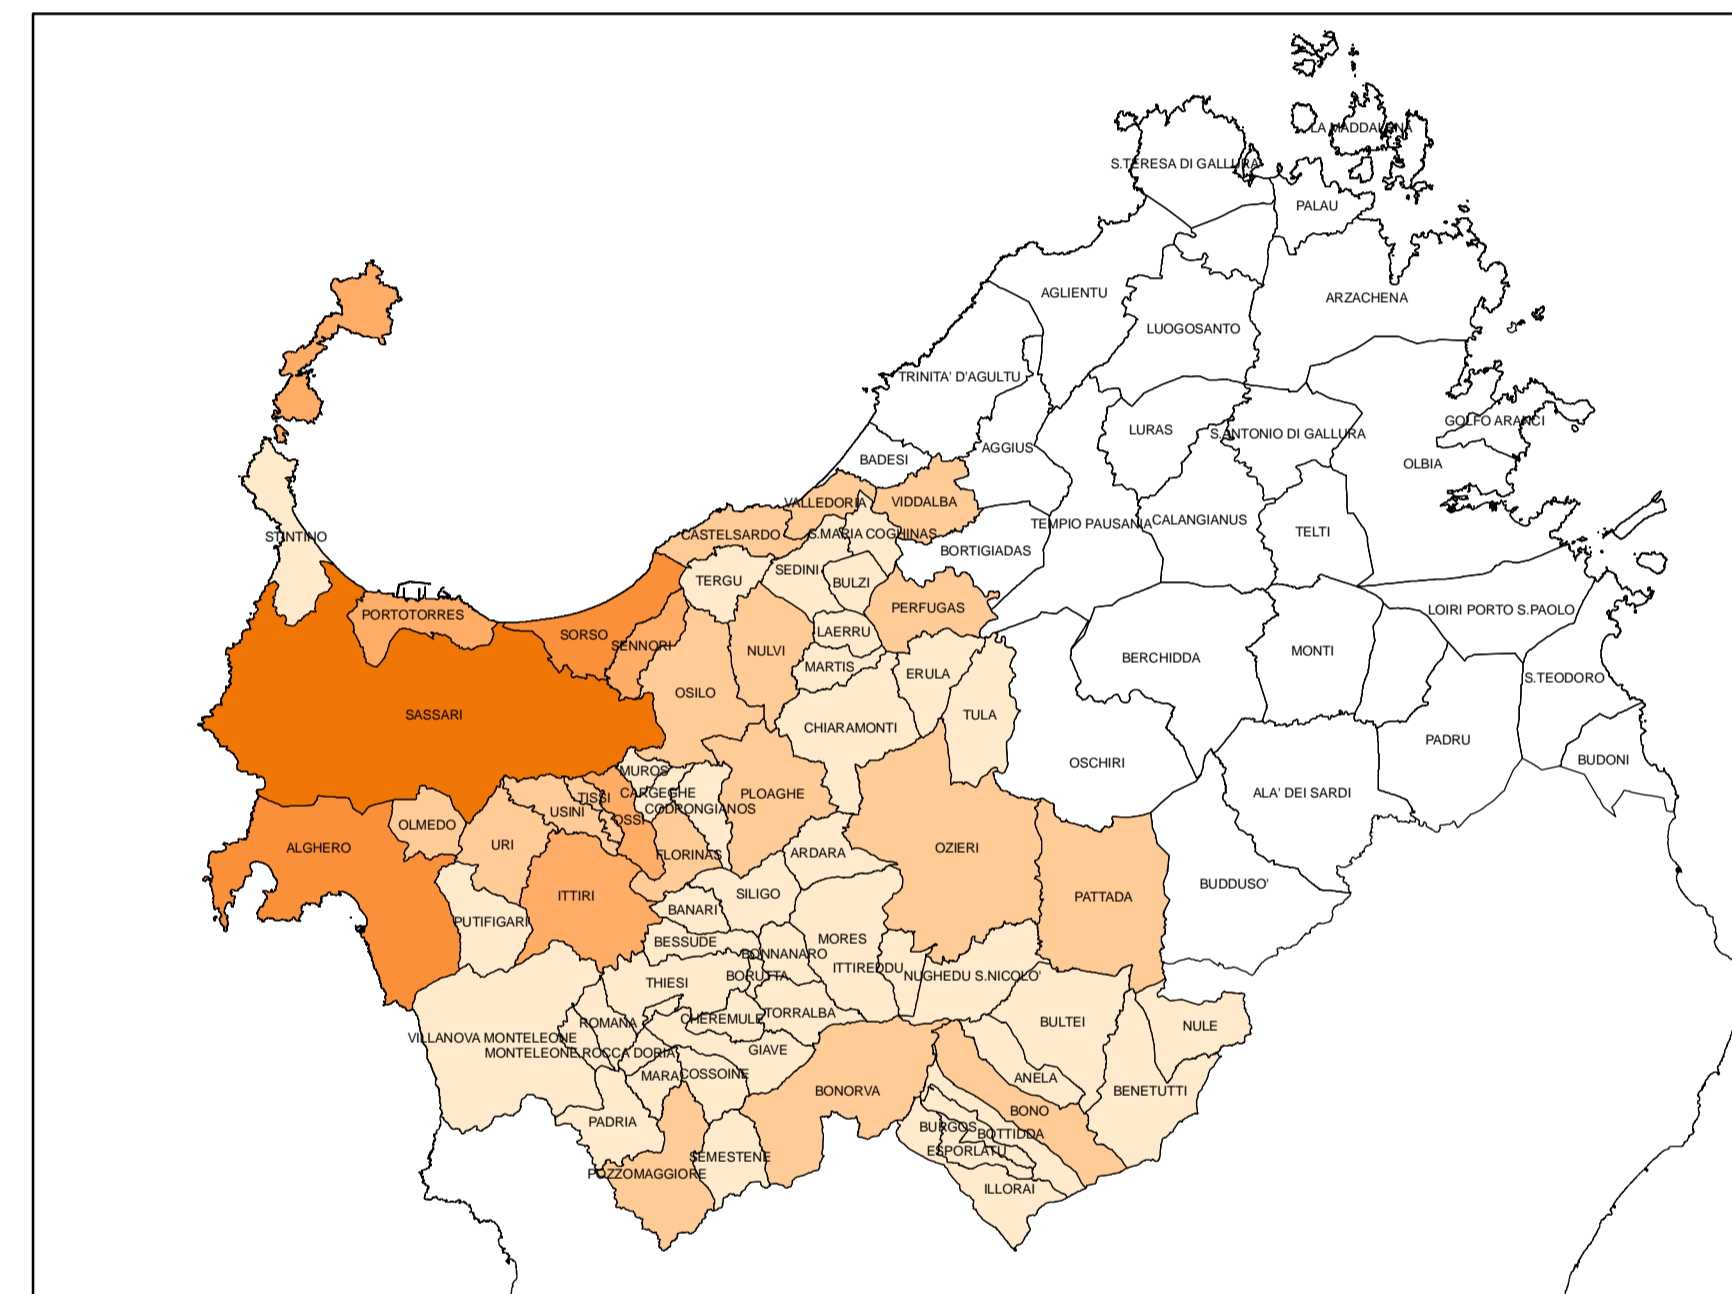 LA MADDALENA
S.TERESA DI GALLURA
PALAU
AGLIENTU
ARZACHENA
LUOGOSANTO
TRINITA' D'AGULTU
GOLFO ARANCI
LURAS
S.ANTONIO DI GALLURA
AGGIUS
BADESI
OLBIA
VALLEDORIA
VIDDALBA
TEMPIO PAUSANIA
CALANGIANUS
TELTI
STINTINO
CASTELSARDO
S.MARIA COGHINAS
BORTIGIADAS
SEDINI
TERGU
BULZI
PERFUGAS
LOIRI PORTO S.PAOLO
PORTOTORRES
SORSO
SENNORI
LAERRU
NULVI
MARTIS
BERCHIDDA
MONTI
ERULA
S.TEODORO
OSILO
SASSARI
TULA
CHIARAMONTI
PADRU
OSCHIRI
BUDONI
MUROS
CARGEGHE
PLOAGHE
ALA' DEI SARDI
TISSI
USINI
CODRONGIANOS
OSSI
OLMEDO
URI
ALGHERO
FLORINAS
ARDARA
OZIERI
BUDDUSO'
ITTIRI
SILIGO
PATTADA
BANARI
PUTIFIGARI
BESSUDE
MORES
BONNANARO
ITTIREDDU
BORUTTA
NUGHEDU S.NICOLO'
THIESI
TORRALBA
CHEREMULE
ROMANA
BULTEI
NULE
VILLANOVA MONTELEONE
MONTELEONE ROCCA DORIA
GIAVE
MARA
COSSOINE
ANELA
BONORVA
BENETUTTI
BONO
PADRIA
BURGOS
BOTTIDDA
ESPORLATU
SEMESTENE
POZZOMAGGIORE
ILLORAI